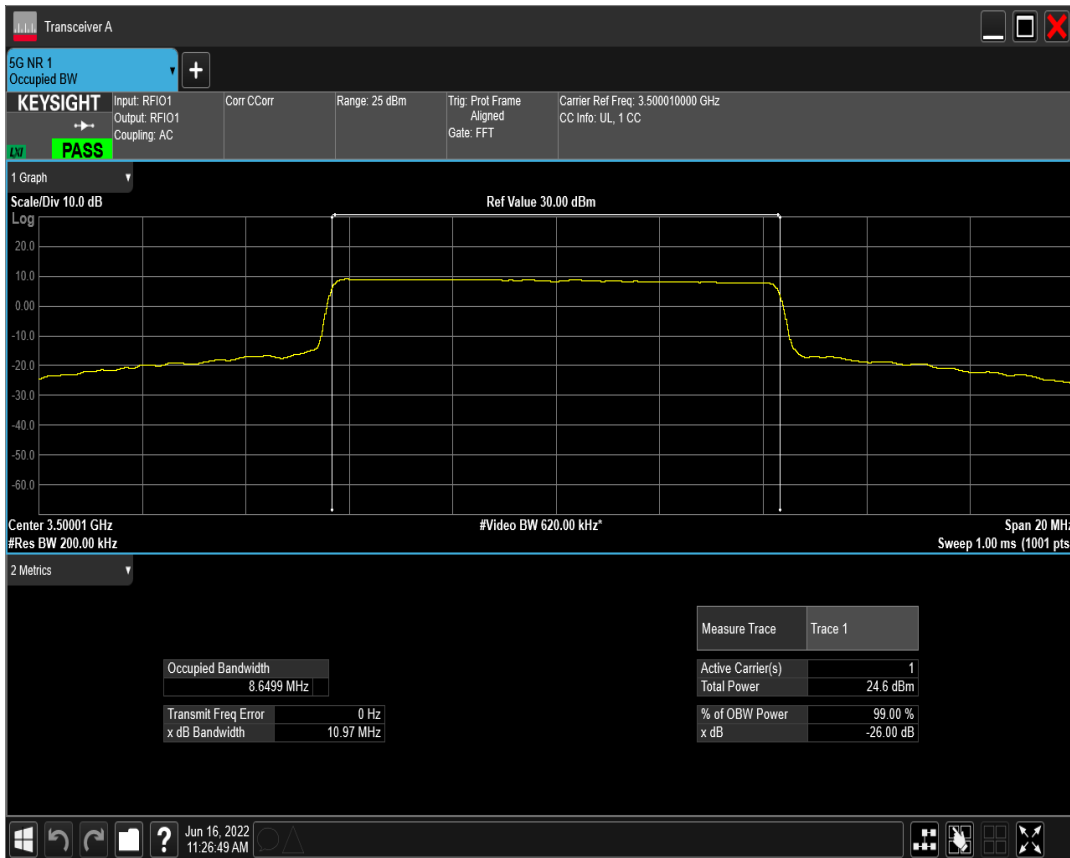 Transceiver A
5G NR 1
Occupied BW
KEYSIGHT
LXI
PASS
Input: RFIO1
Output: RFIO1
Coupling: AC
Corr CCorr
Range: 25 dBm
Trig: Prot Frame
Aligned
Gate: FFT
Carrier Ref Freq: 3.500010000 GHz
CC Info: UL, 1 CC
1 Graph
Scale/Div 10.0 dB
Ref Value 30.00 dBm
Log
20.0
10.0
0.00
-10.0
-20.0
-30.0
-40.0
-50.0
-60.0
Center 3.50001 GHz
#Video BW 620.00 kHz*
Span 20 MHz
#Res BW 200.00 kHz
Sweep 1.00 ms (1001 pts
2 Metrics
Measure Trace Trace 1
Occupied Bandwidth
8.6499 MHz
Active Carrier(s) 1
Total Power 24.6 dBm
Transmit Freq Error 0 Hz
x dB Bandwidth 10.97 MHz
% of OBW Power 99.00 %
x dB -26.00 dB
?
Jun 16, 2022
11:26:49 AM